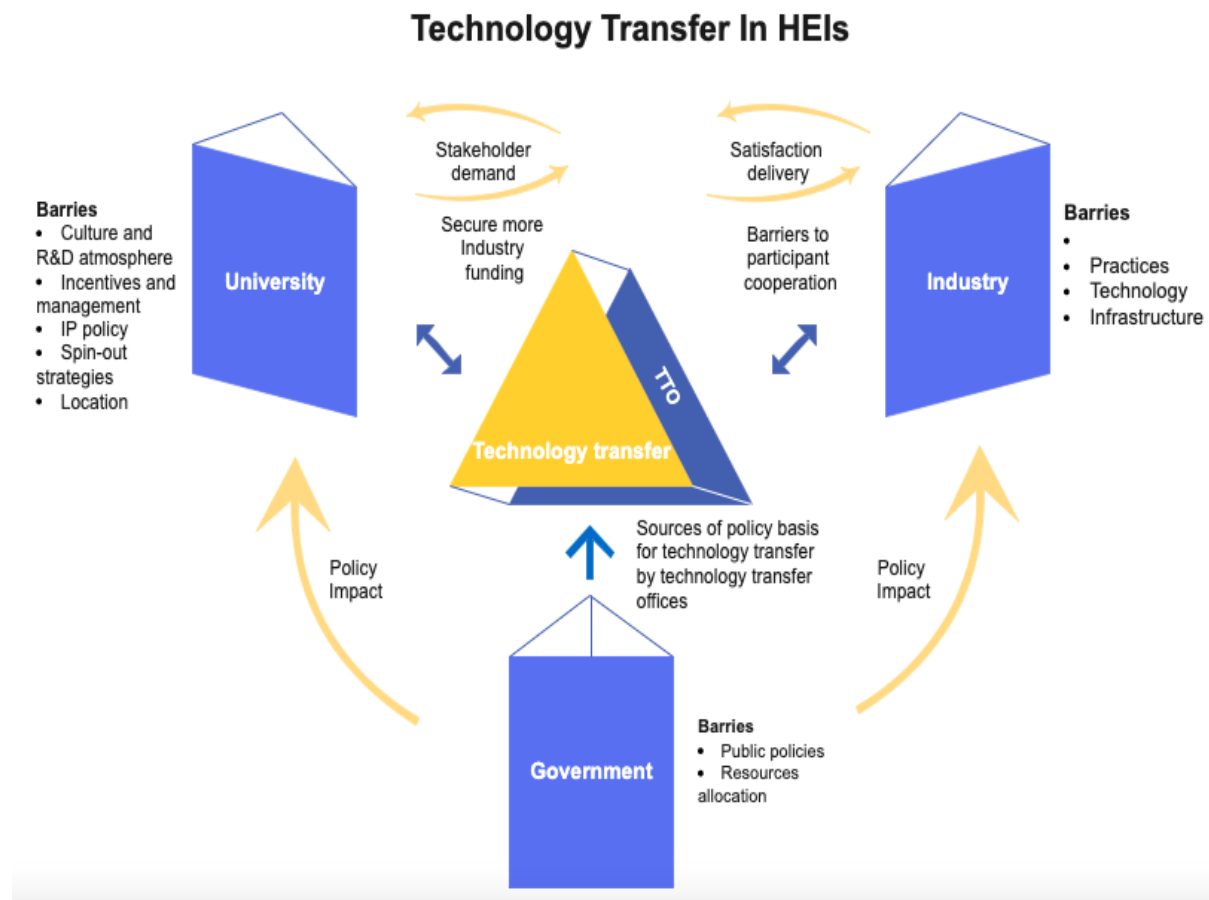 Technology Transfer In HEIs
Stakeholder
demand
Satisfaction
delivery
Barries
• Culture and
R&D atmosphere
• Incentives and
management
• IP policy
• Spin-out
strategies
• Location
University
Secure more
Industry
funding
Barriers to
participant
cooperation
Industry
Barries
•
• Practices
• Technology
• Infrastructure
TTO
Technology transfer
Policy
Impact
Sources of policy basis
for technology transfer
by technology transfer
offices
Policy
Impact
Government
Barries
• Public policies
• Resources
allocation